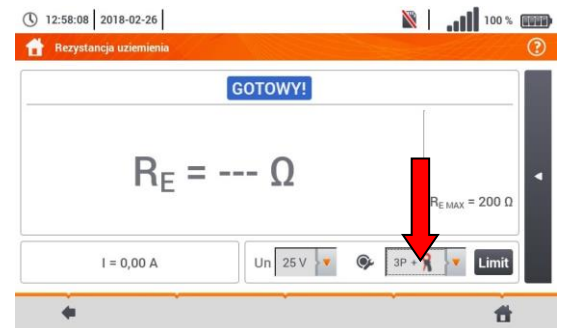 12:58:08 2018-02-26 100 %
Rezystancja uziemienia ?
GOTOWY!
RE = --- Ω
RE MAX = 200 Ω
I = 0,00 A Un 25 V 3P + Limit